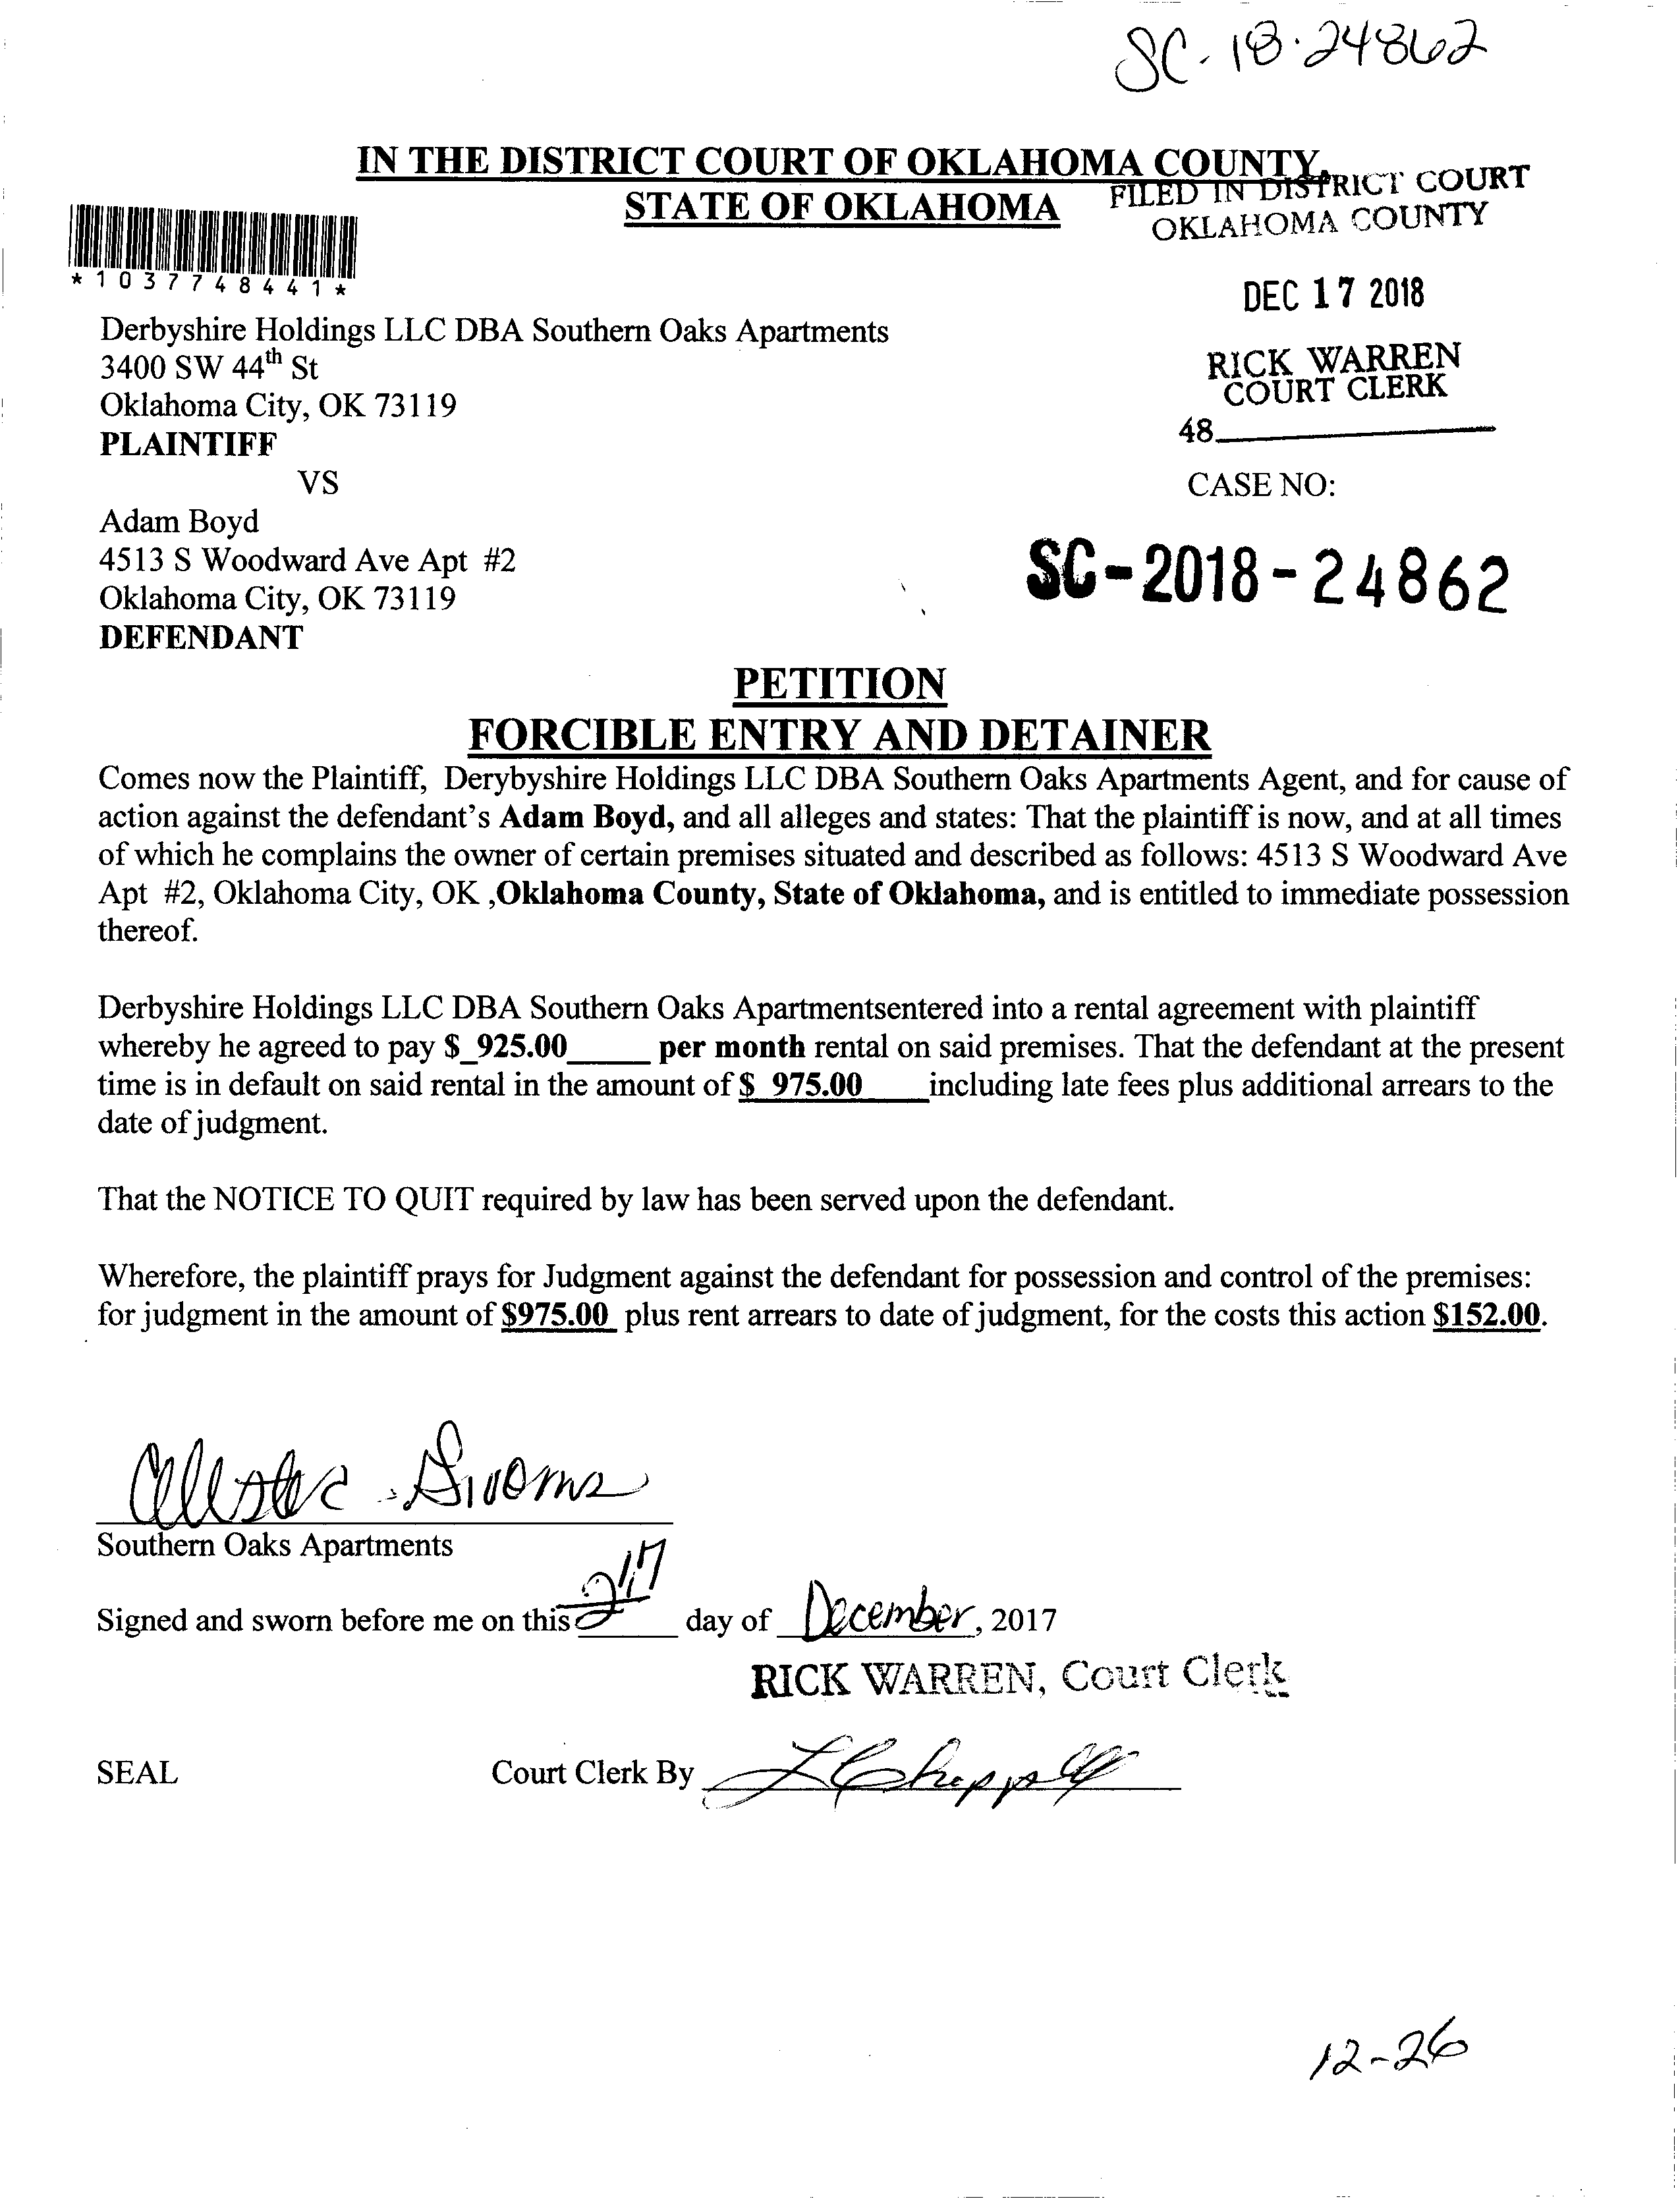 SC-18-24862
IN THE DISTRICT COURT OF OKLAHOMA COUNTY,
STATE OF OKLAHOMA
FILED IN DISTRICT COURT
OKLAHOMA COUNTY
*1037748441*
DEC 17 2018
Derbyshire Holdings LLC DBA Southern Oaks Apartments
3400 SW 44th St
RICK WARREN
COURT CLERK
Oklahoma City, OK 73119
48
PLAINTIFF
VS
CASE NO:
Adam Boyd
4513 S Woodward Ave Apt #2
SC-2018-24862
Oklahoma City, OK 73119
DEFENDANT
PETITION
FORCIBLE ENTRY AND DETAINER
Comes now the Plaintiff, Derybyshire Holdings LLC DBA Southern Oaks Apartments Agent, and for cause of
action against the defendant's Adam Boyd, and all alleges and states: That the plaintiff is now, and at all times
of which he complains the owner of certain premises situated and described as follows: 4513 S Woodward Ave
Apt #2, Oklahoma City, OK ,Oklahoma County, State of Oklahoma, and is entitled to immediate possession
thereof.
Derbyshire Holdings LLC DBA Southern Oaks Apartmentsentered into a rental agreement with plaintiff
whereby he agreed to pay $_925.00_____ per month rental on said premises. That the defendant at the present
time is in default on said rental in the amount of $ 975.00 ____including late fees plus additional arrears to the
date of judgment.
That the NOTICE TO QUIT required by law has been served upon the defendant.
Wherefore, the plaintiff prays for Judgment against the defendant for possession and control of the premises:
for judgment in the amount of $975.00 plus rent arrears to date of judgment, for the costs this action $152.00.
Southern Oaks Apartments
Signed and sworn before me on this 17 day of December, 2017
RICK WARREN, Court Clerk
SEAL
Court Clerk By
12-26